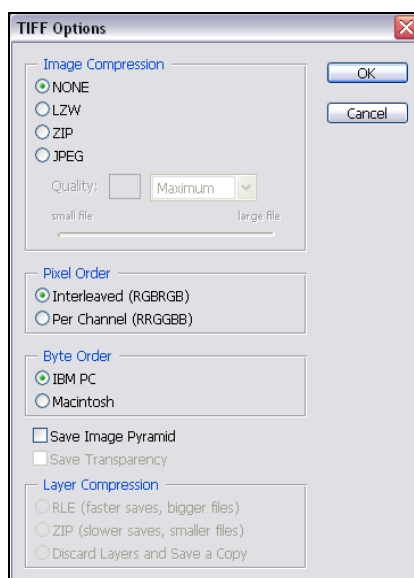 TIFF Options
Image Compression
NONE
LZW
ZIP
JPEG
Quality:
Maximum
small file
large file
OK
Cancel
Pixel Order
Interleaved (RGBRGB)
Per Channel (RRGGBB)
Byte Order
IBM PC
Macintosh
Save Image Pyramid
Save Transparency
Layer Compression
RLE (faster saves, bigger files)
ZIP (slower saves, smaller files)
Discard Layers and Save a Copy